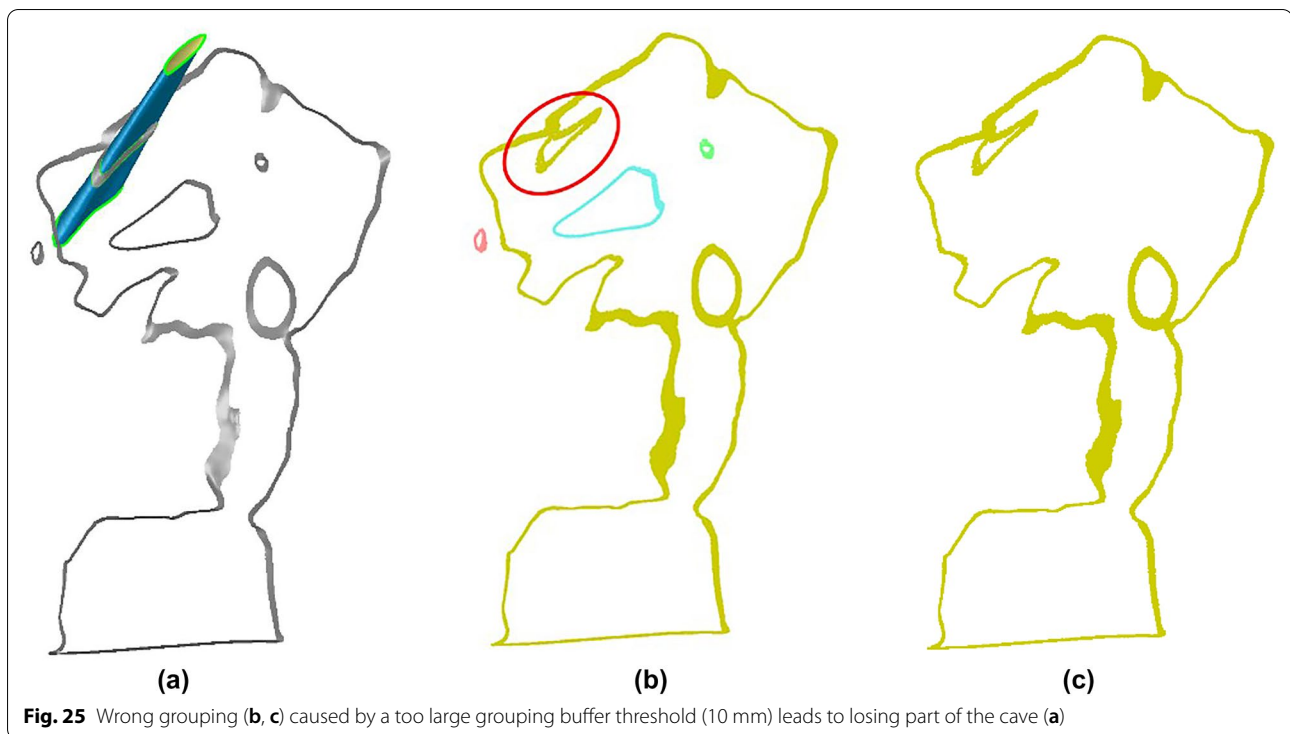 (a)
(b)
(c)
Fig. 25 Wrong grouping (b, c) caused by a too large grouping buffer threshold (10 mm) leads to losing part of the cave (a)